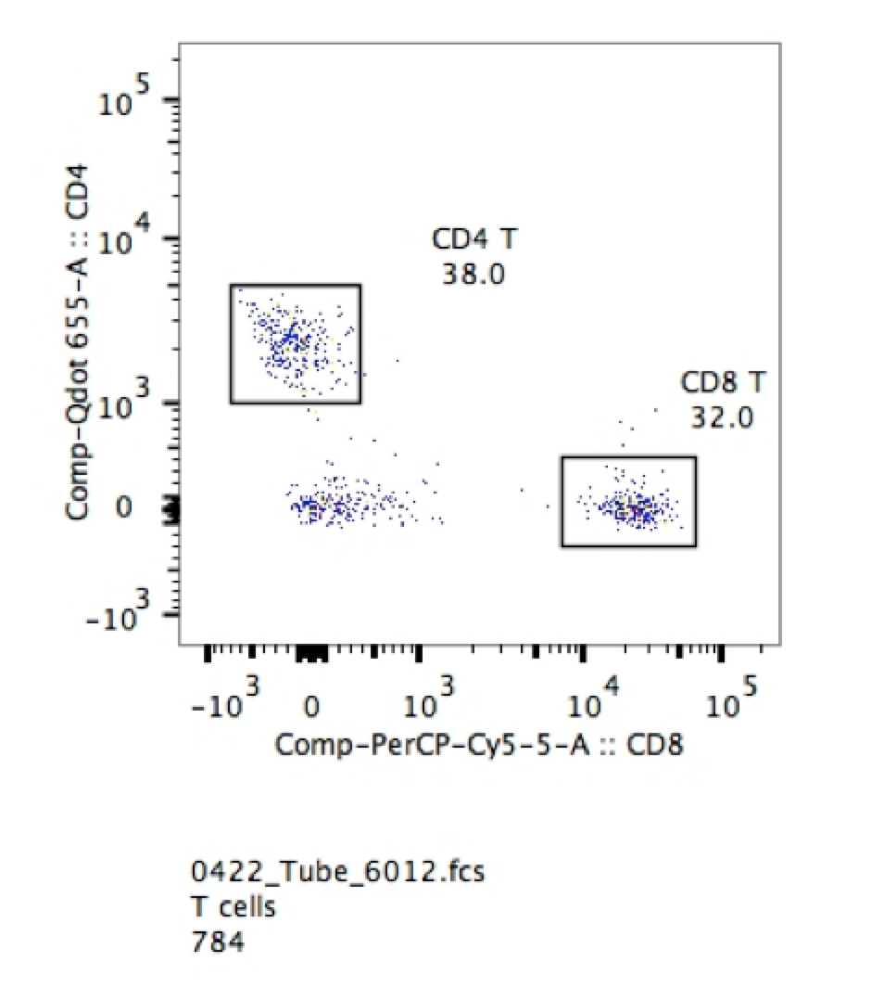 10^5
10^4
10^3
0
-10^3
Comp-Qdot 655-A :: CD4
CD4 T
38.0
CD8 T
32.0
-10^3 0 10^3 10^4 10^5
Comp-PerCP-Cy5-5-A :: CD8
0422_Tube_6012.fcs
T cells
784